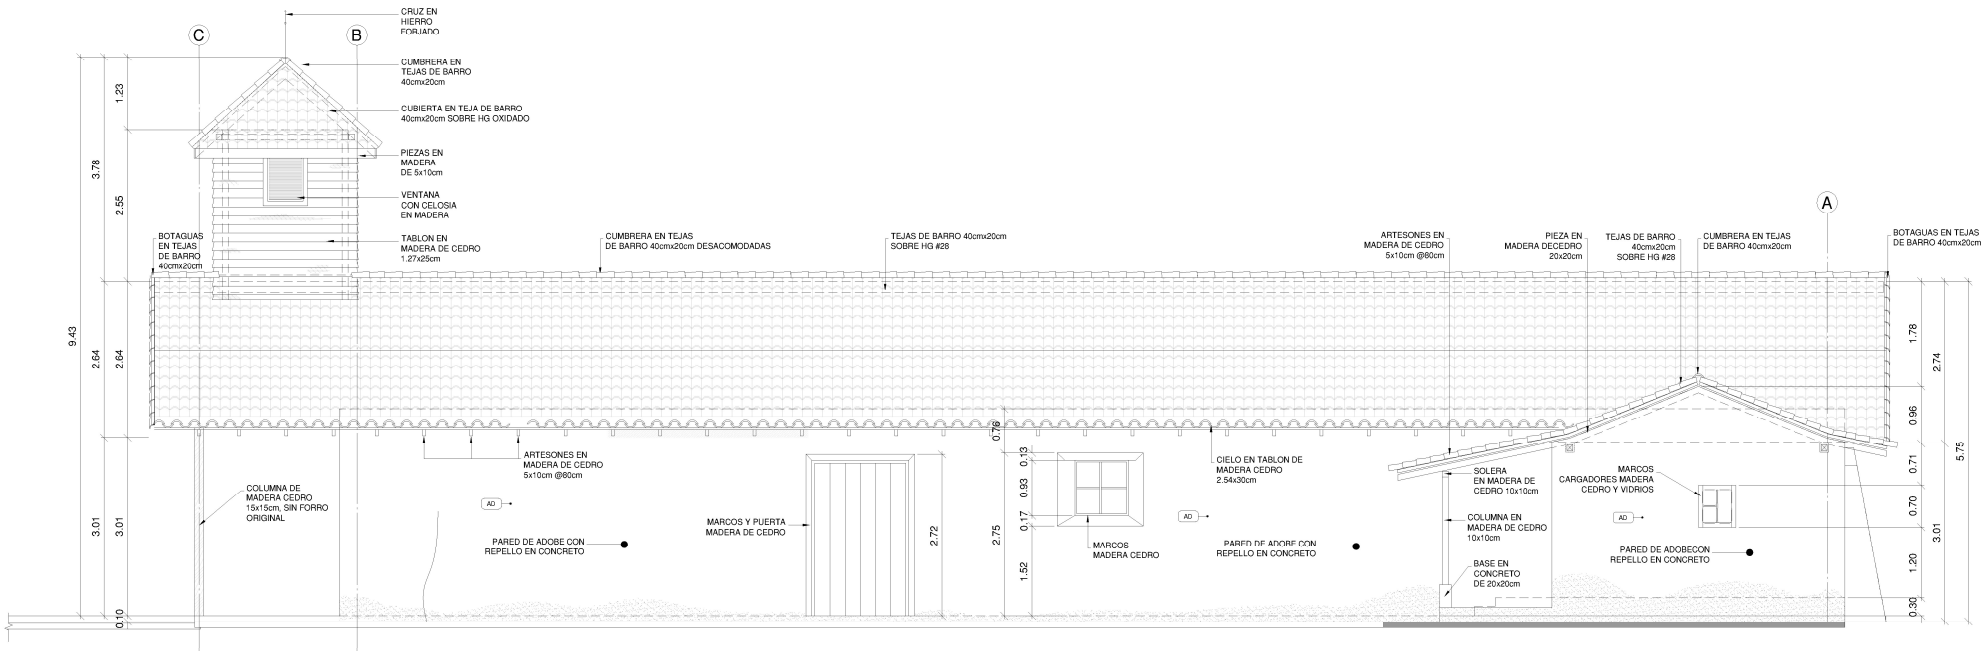 CRUZ EN
HIERRO
FORJADO
C
B
CUMBRERA EN
TEJAS DE BARRO
40cmx20cm
1.23
CUBIERTA EN TEJA DE BARRO
40cmx20cm SOBRE HG OXIDADO
PIEZAS EN
MADERA
DE 5x10cm
3.78
2.55
VENTANA
CON CELOSIA
EN MADERA
A
BOTAGUAS
EN TEJAS
DE BARRO
40cmx20cm
TABLON EN
MADERA DE CEDRO
1.27x25cm
CUMBRERA EN TEJAS
DE BARRO 40cmx20cm DESACOMODADAS
TEJAS DE BARRO 40cmx20cm
SOBRE HG #28
ARTESONES EN
MADERA DE CEDRO
5x10cm @80cm
PIEZA EN
MADERA DECEDRO
20x20cm
TEJAS DE BARRO
40cmx20cm
SOBRE HG #28
CUMBRERA EN TEJAS
DE BARRO 40cmx20cm
BOTAGUAS EN TEJAS
DE BARRO 40cmx20cm
9.43
2.64
2.64
1.78
2.74
0.96
5.75
0.76
0.13
0.93
0.17
2.75
1.52
2.72
ARTESONES EN
MADERA DE CEDRO
5x10cm @60cm
CIELO EN TABLON DE
MADERA CEDRO
2.54x30cm
SOLERA
EN MADERA DE
CEDRO 10x10cm
MARCOS
CARGADORES MADERA
CEDRO Y VIDRIOS
0.71
0.70
3.01
1.20
0.30
COLUMNA DE
MADERA CEDRO
15x15cm, SIN FORRO
ORIGINAL
AD
AD
AD
3.01
3.01
0.10
PARED DE ADOBE CON
REPELLO EN CONCRETO
MARCOS Y PUERTA
MADERA DE CEDRO
MARCOS
MADERA CEDRO
PARED DE ADOBE CON
REPELLO EN CONCRETO
COLUMNA EN
MADERA DE CEDRO
10x10cm
PARED DE ADOBECON
REPELLO EN CONCRETO
BASE EN
CONCRETO
DE 20x20cm